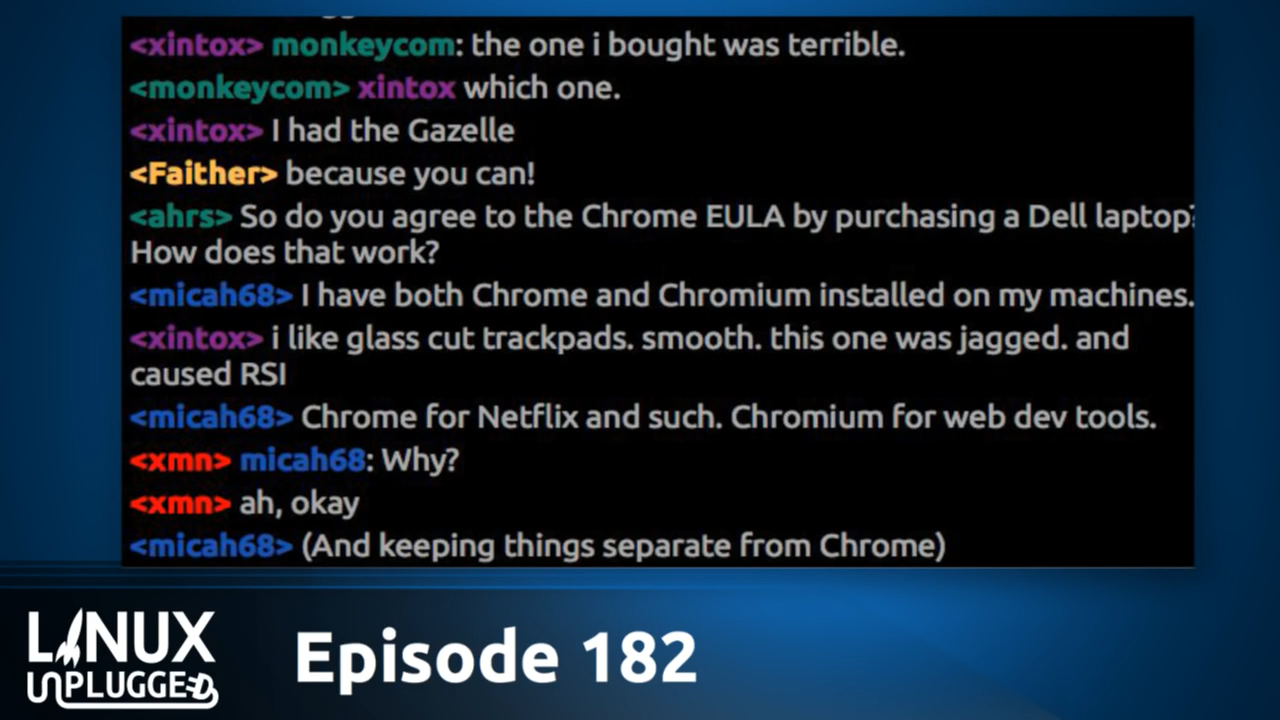 <xintox> monkeycom: the one i bought was terrible.
<monkeycom> xintox which one.
<xintox> I had the Gazelle
<Faither> because you can!
<ahrs> So do you agree to the Chrome EULA by purchasing a Dell laptop?
How does that work?
<micah68> I have both Chrome and Chromium installed on my machines.
<xintox> i like glass cut trackpads. smooth. this one was jagged. and
caused RSI
<micah68> Chrome for Netflix and such. Chromium for web dev tools.
<xmn> micah68: Why?
<xmn> ah, okay
<micah68> (And keeping things separate from Chrome)
LINUX
UNPLUGGED
Episode 182